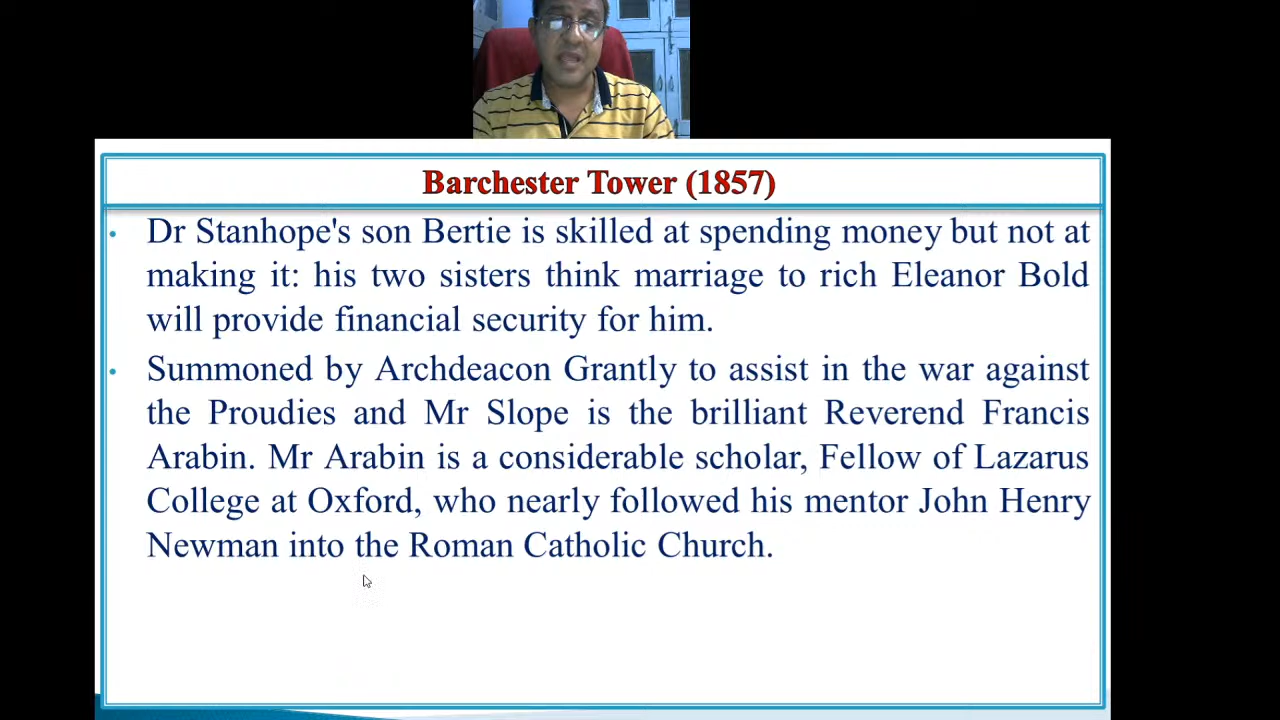 Barchester Tower (1857)
• Dr Stanhope's son Bertie is skilled at spending money but not at
making it: his two sisters think marriage to rich Eleanor Bold
will provide financial security for him.
• Summoned by Archdeacon Grantly to assist in the war against
the Proudies and Mr Slope is the brilliant Reverend Francis
Arabin. Mr Arabin is a considerable scholar, Fellow of Lazarus
College at Oxford, who nearly followed his mentor John Henry
Newman into the Roman Catholic Church.